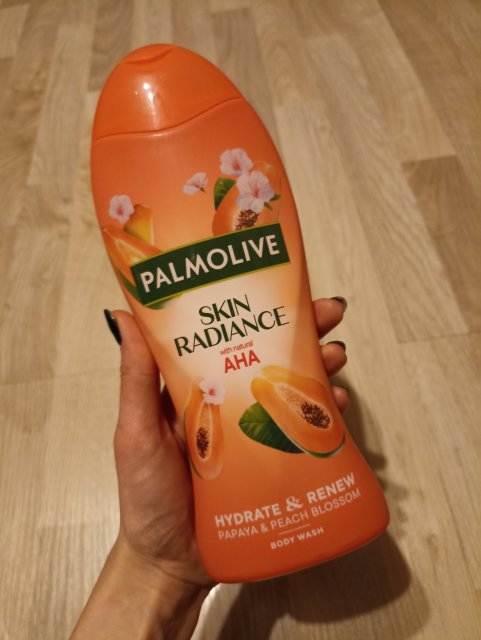 PALMOLIVE
SKIN
RADIANCE
with natural
AHA
HYDRATE & RENEW
PAPAYA & PEACH BLOSSOM
BODY WASH